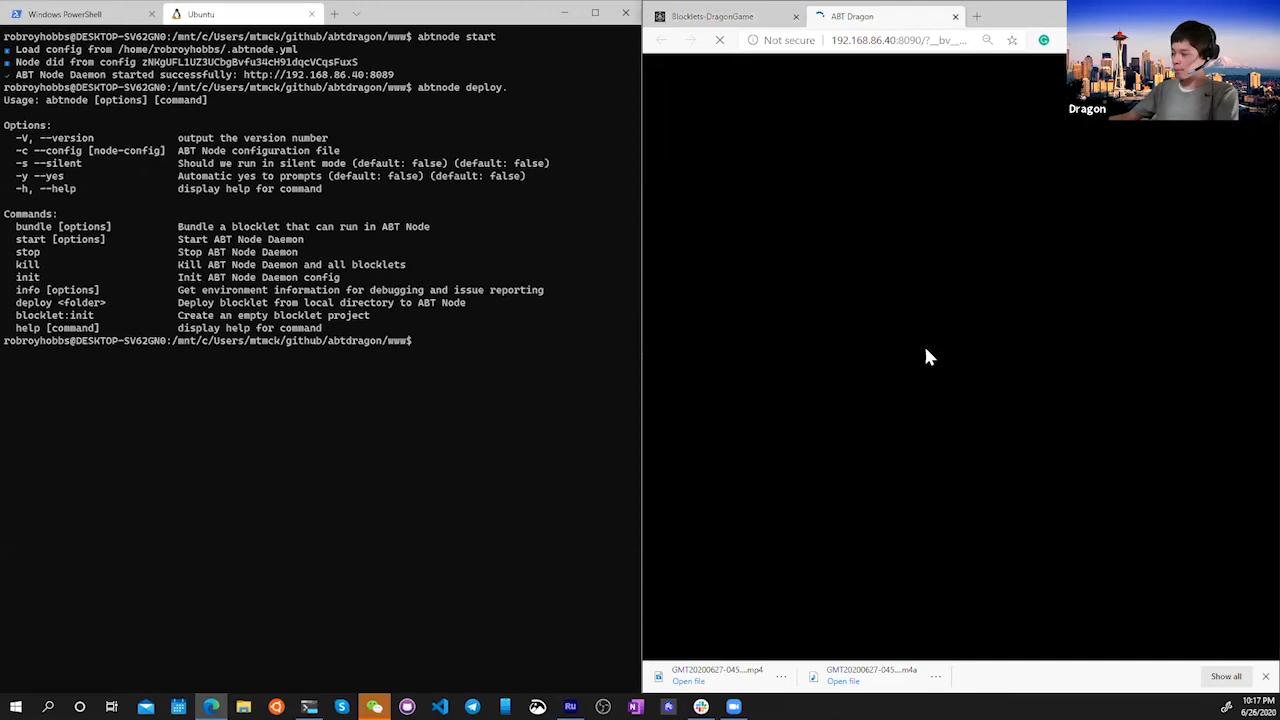 Windows PowerShell
Ubuntu
robroyhobbs@DESKTOP-SV62GN0:/mnt/c/Users/mtmck/github/abtdragon/www$ abtnode start
Load config from /home/robroyhobbs/.abtnode.yml
Node did from config zNKgUFL1UZ3UCbgBvfu34cH91dqcVCqsFuxS
✓ ABT Node Daemon started successfully: http://192.168.86.40:8089
robroyhobbs@DESKTOP-SV62GN0:/mnt/c/Users/mtmck/github/abtdragon/www$ abtnode deploy.
Usage: abtnode [options] [command]
Options:
-V, --version output the version number
-c --config [node-config] ABT Node configuration file
-s --silent Should we run in silent mode (default: false) (default: false)
-y --yes Automatic yes to prompts (default: false) (default: false)
-h, --help display help for command
Commands:
bundle [options] Bundle a blocklet that can run in ABT Node
start [options] Start ABT Node Daemon
stop Stop ABT Node Daemon
kill Kill ABT Node Daemon and all blocklets
init Init ABT Node Daemon config
info [options] Get environment information for debugging and issue reporting
deploy <folder> Deploy blocklet from local directory to ABT Node
blocklet:init Create an empty blocklet project
help [command] display help for command
robroyhobbs@DESKTOP-SV62GN0:/mnt/c/Users/mtmck/github/abtdragon/www$
Blocklets-DragonGame
ABT Dragon
Not secure
192.168.86.40:8090/?__bv__...
Dragon
GMT20200627-045....mp4
Open file
GMT20200627-045....m4a
Open file
Show all
10:17 PM
6/26/2020